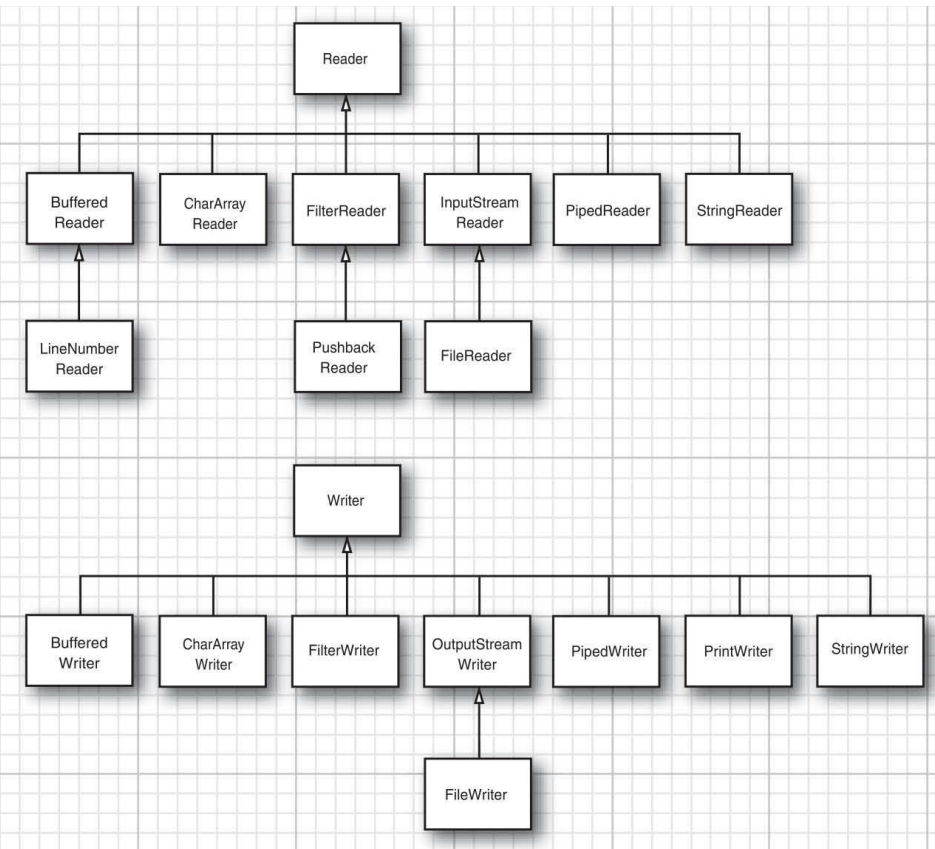 Reader
Buffered
Reader
CharArray
Reader
FilterReader
InputStream
Reader
PipedReader
StringReader
LineNumber
Reader
Pushback
Reader
FileReader
Writer
Buffered
Writer
CharArray
Writer
FilterWriter
OutputStream
Writer
PipedWriter
PrintWriter
StringWriter
FileWriter